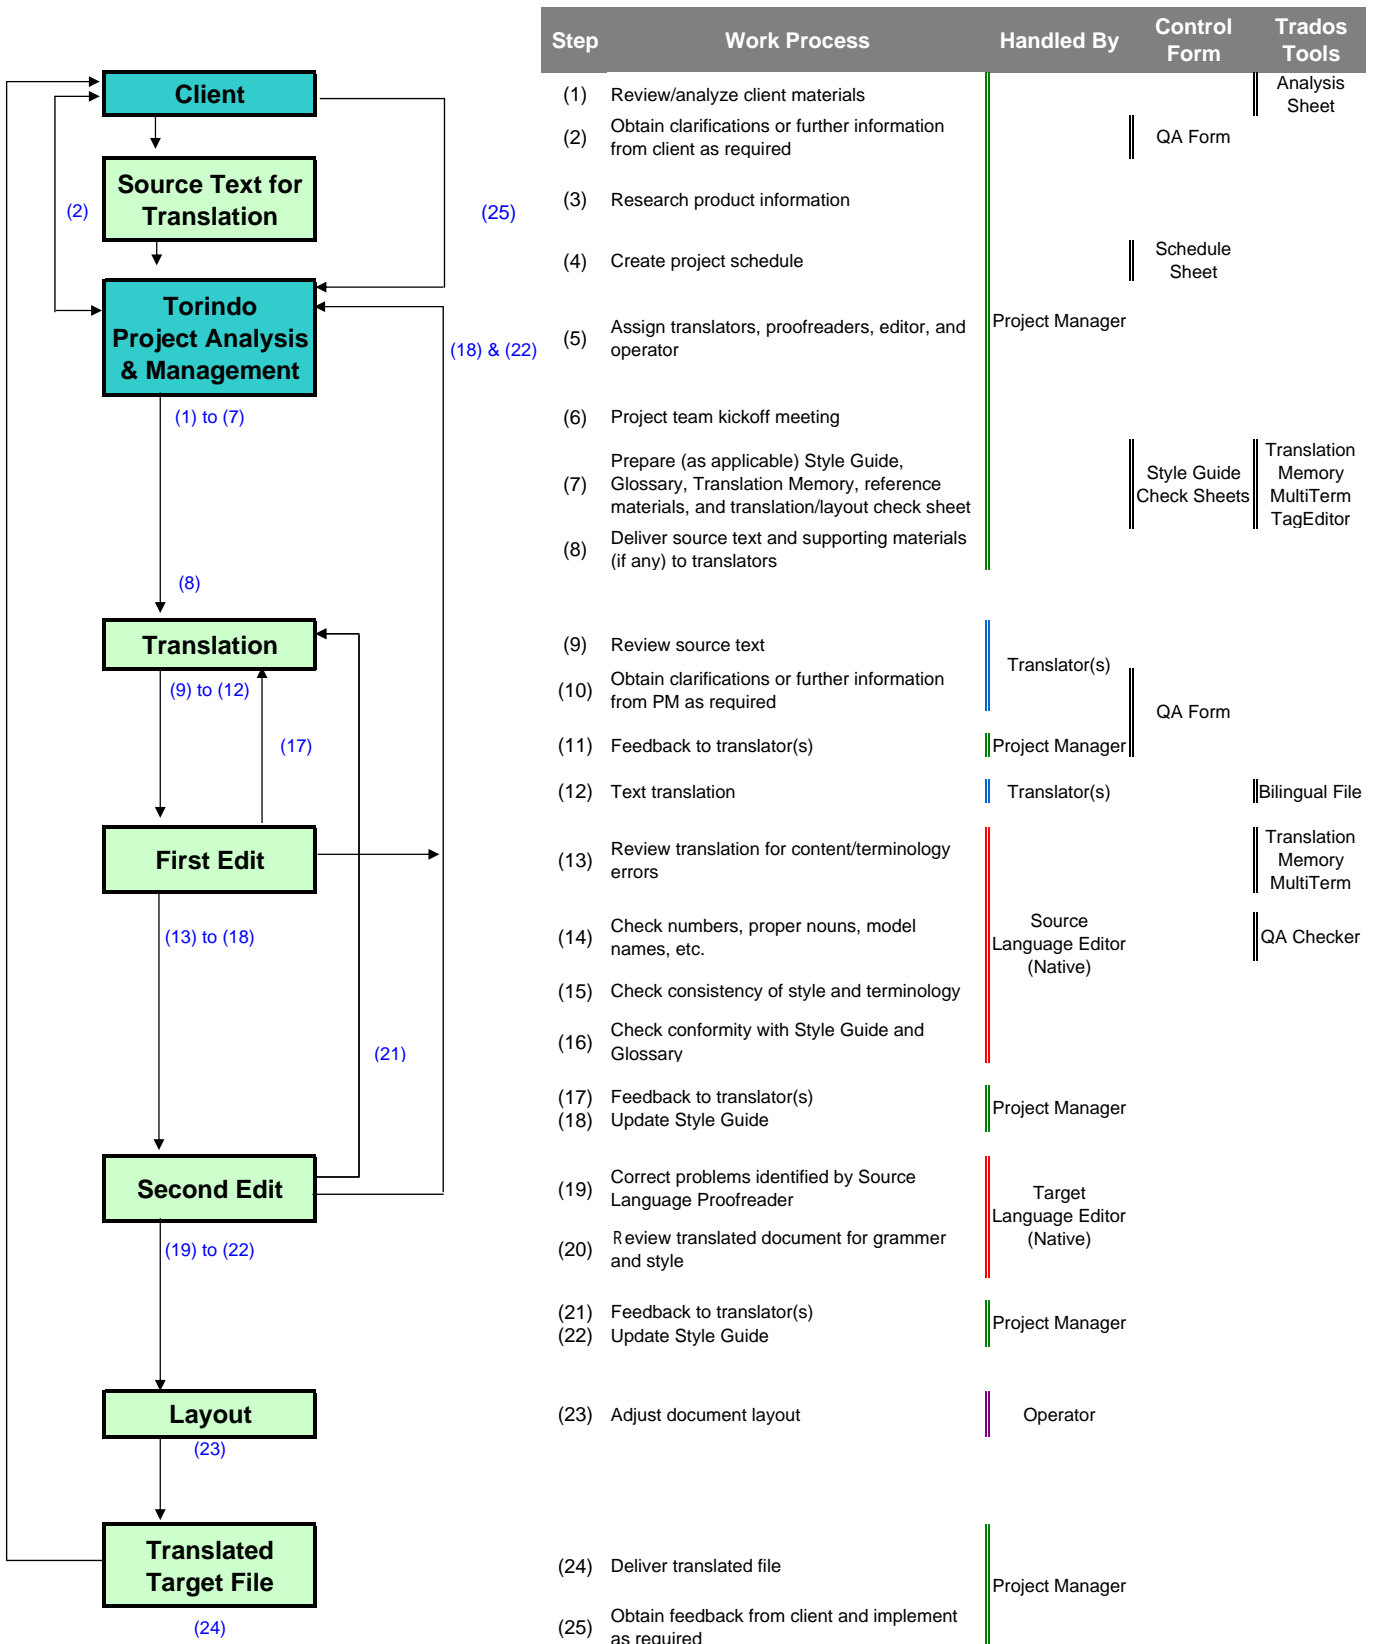 Step Work Process Handled By Control Form Trados Tools
Client
Source Text for
Translation
(2)
(25)
Torindo
Project Analysis
& Management
(18) & (22)
(1) to (7)
(8)
Translation
(9) to (12)
(17)
First Edit
(13) to (18)
(21)
Second Edit
(19) to (22)
Layout
(23)
Translated
Target File
(24)
(1) Review/analyze client materials
Analysis
Sheet
(2) Obtain clarifications or further information
from client as required
QA Form
(3) Research product information
(4) Create project schedule
Schedule
Sheet
Project Manager
(5) Assign translators, proofreaders, editor, and
operator
(6) Project team kickoff meeting
(7) Prepare (as applicable) Style Guide,
Glossary, Translation Memory, reference
materials, and translation/layout check sheet
Style Guide
Check Sheets
Translation
Memory
MultiTerm
TagEditor
(8) Deliver source text and supporting materials
(if any) to translators
(9) Review source text
Translator(s)
(10) Obtain clarifications or further information
from PM as required
QA Form
(11) Feedback to translator(s) Project Manager
(12) Text translation Translator(s) Bilingual File
(13) Review translation for content/terminology
errors
Translation
Memory
MultiTerm
(14) Check numbers, proper nouns, model
names, etc.
Source
Language Editor
(Native)
QA Checker
(15) Check consistency of style and terminology
(16) Check conformity with Style Guide and
Glossary
(17) Feedback to translator(s)
(18) Update Style Guide
Project Manager
(19) Correct problems identified by Source
Language Proofreader
Target
Language Editor
(Native)
(20) Review translated document for grammer
and style
(21) Feedback to translator(s)
(22) Update Style Guide
Project Manager
(23) Adjust document layout Operator
(24) Deliver translated file
Project Manager
(25) Obtain feedback from client and implement
as required